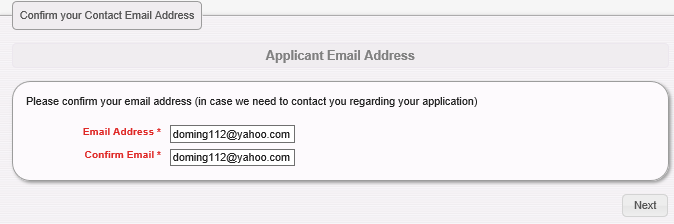 Confirm your Contact Email Address
Applicant Email Address
Please confirm your email address (in case we need to contact you regarding your application)
Email Address * doming112@yahoo.com
Confirm Email * doming112@yahoo.com
Next